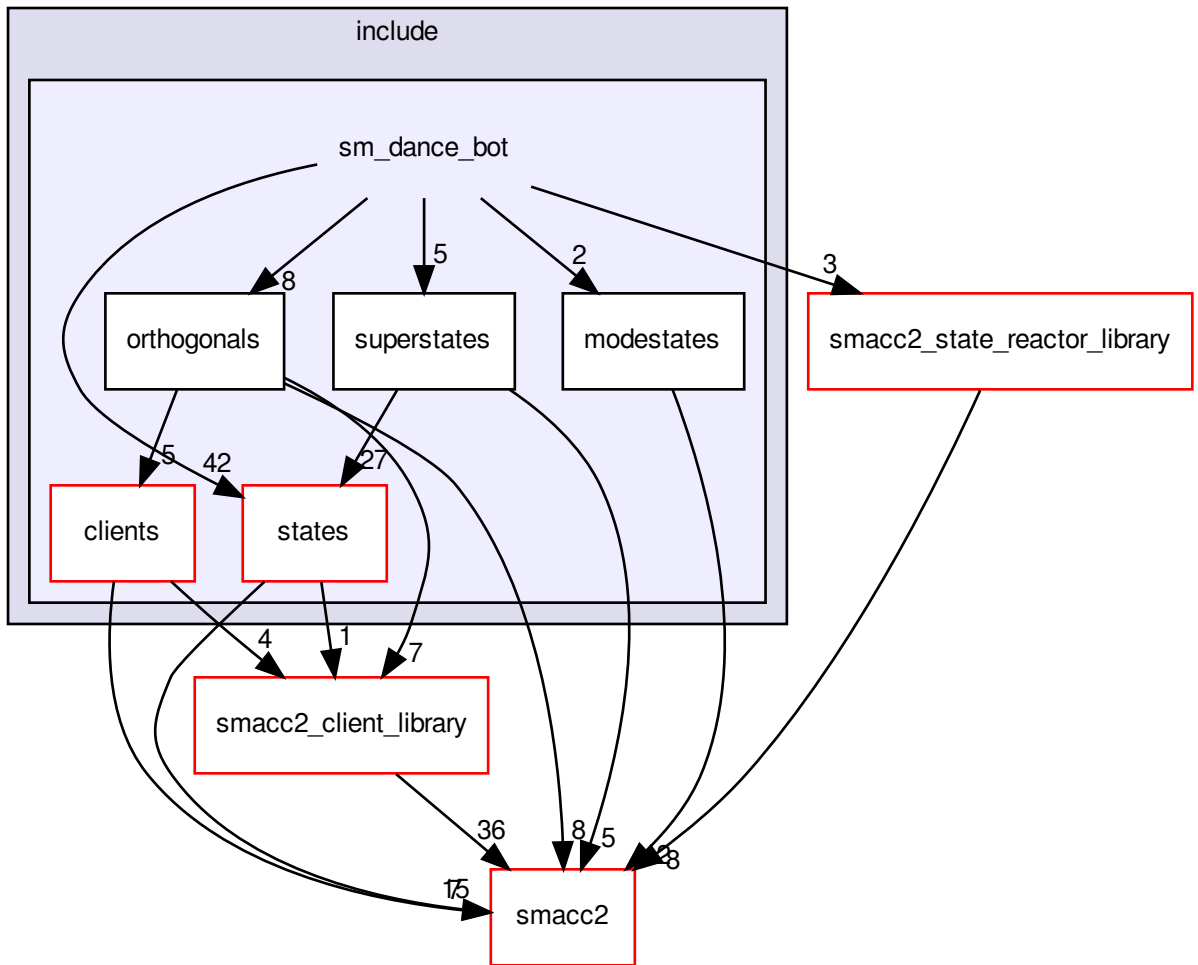 include
sm_dance_bot
5
2
3
8
orthogonals
superstates
modestates
smacc2_state_reactor_library
5
42
27
clients
states
4
1
7
smacc2_client_library
36
8
5
8
smacc2